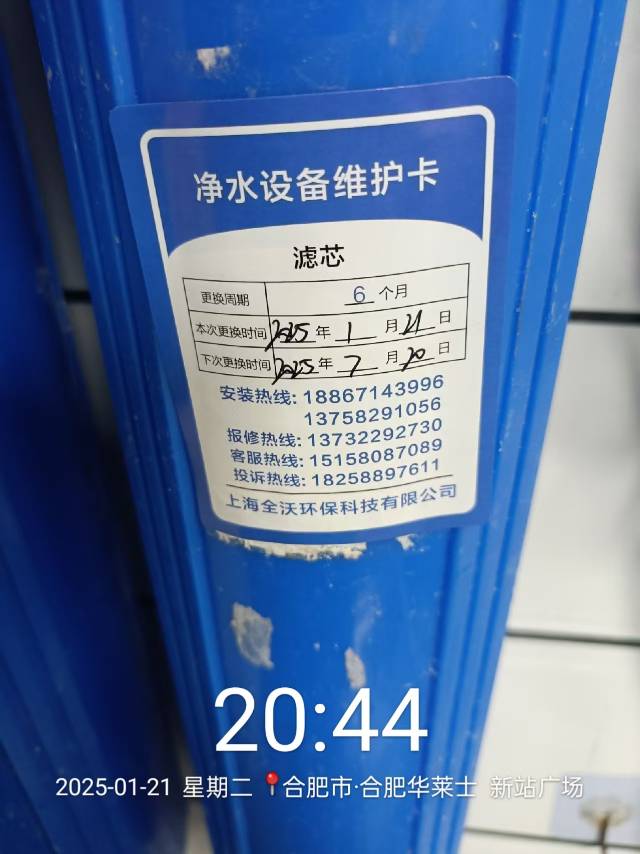 净水设备维护卡
滤芯
更换周期 6 个月
本次更换时间 2025 年 1 月 21 日
下次更换时间 2025 年 7 月 20 日
安装热线: 18867143996
13758291056
报修热线: 13732292730
客服热线: 15158087089
投诉热线: 18258897611
上海全沃环保科技有限公司
20:44
2025-01-21 星期二 📍合肥市·合肥华莱士 新站广场